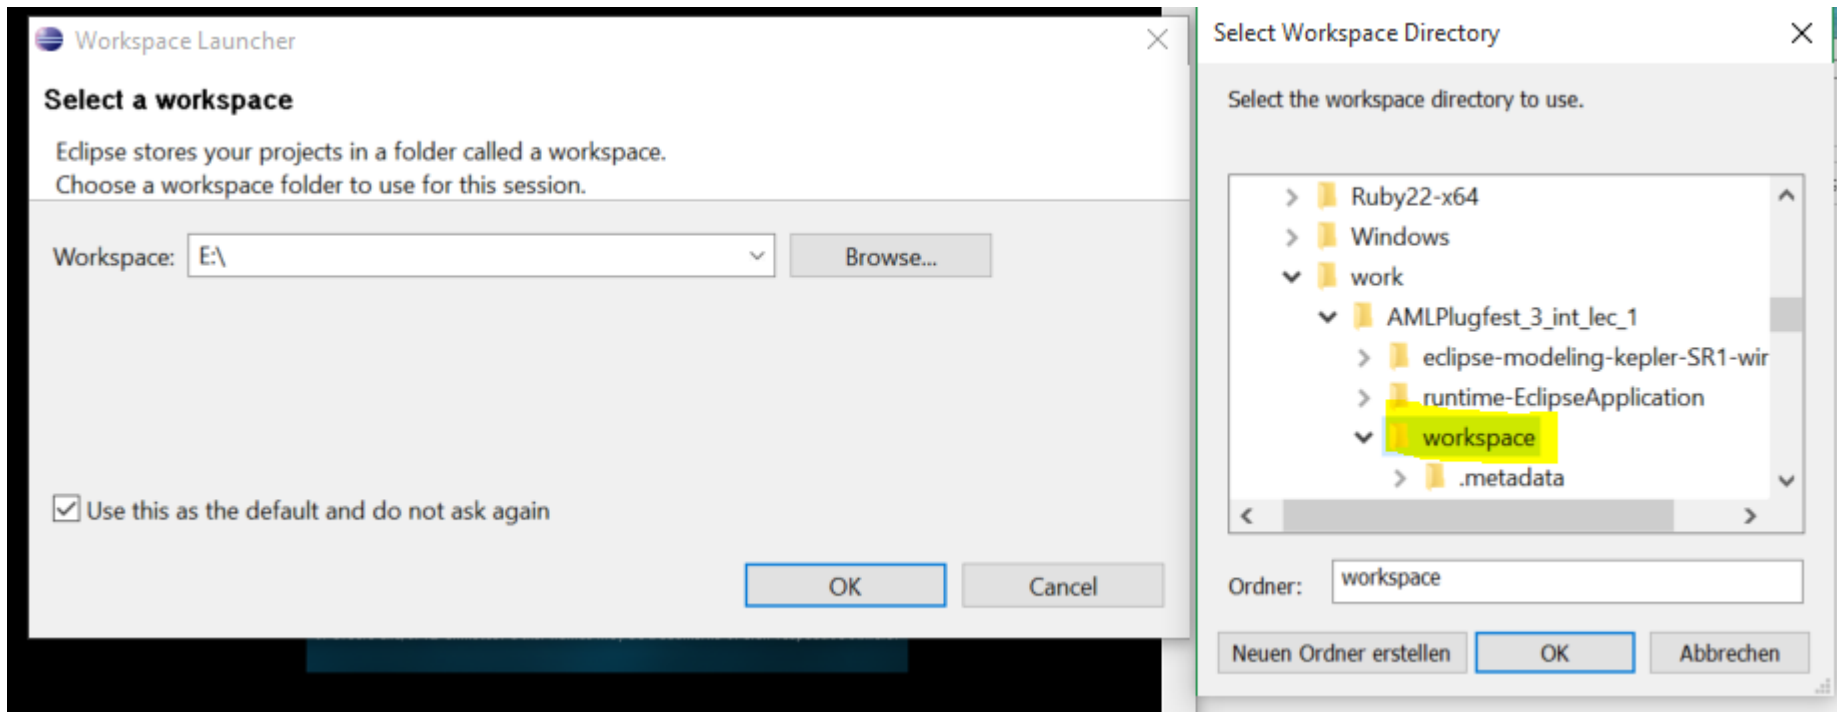 Workspace Launcher
Select a workspace
Eclipse stores your projects in a folder called a workspace.
Choose a workspace folder to use for this session.
Workspace: E:\ Browse...
Use this as the default and do not ask again
OK Cancel
Select Workspace Directory
Select the workspace directory to use.
Ruby22-x64
Windows
work
AMLPlugfest_3_int_lec_1
eclipse-modeling-kepler-SR1-wir
runtime-EclipseApplication
workspace
.metadata
Ordner: workspace
Neuen Ordner erstellen OK Abbrechen